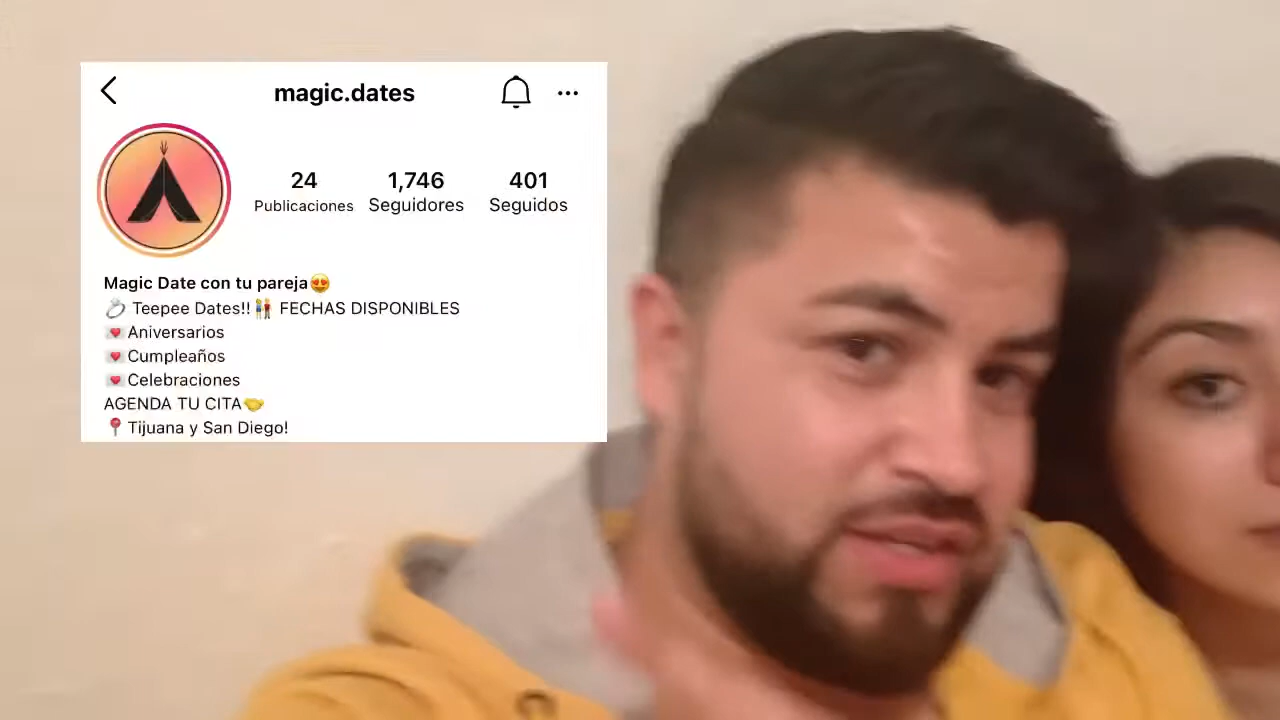 magic.dates
24 1,746 401
Publicaciones Seguidores Seguidos
Magic Date con tu pareja😍
💍 Teepee Dates!!👫 FECHAS DISPONIBLES
💌Aniversarios
💌Cumpleaños
💌Celebraciones
AGENDA TU CITA🤝
📍Tijuana y San Diego!